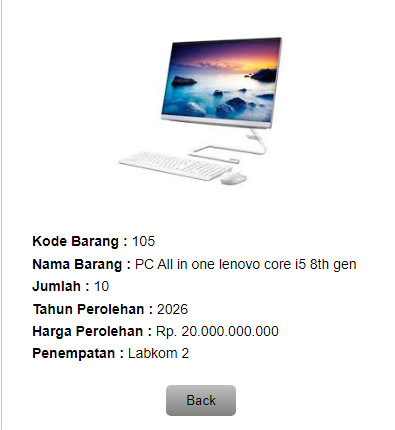 Kode Barang : 105
Nama Barang : PC All in one lenovo core i5 8th gen
Jumlah : 10
Tahun Perolehan : 2026
Harga Perolehan : Rp. 20.000.000.000
Penempatan : Labkom 2
Back